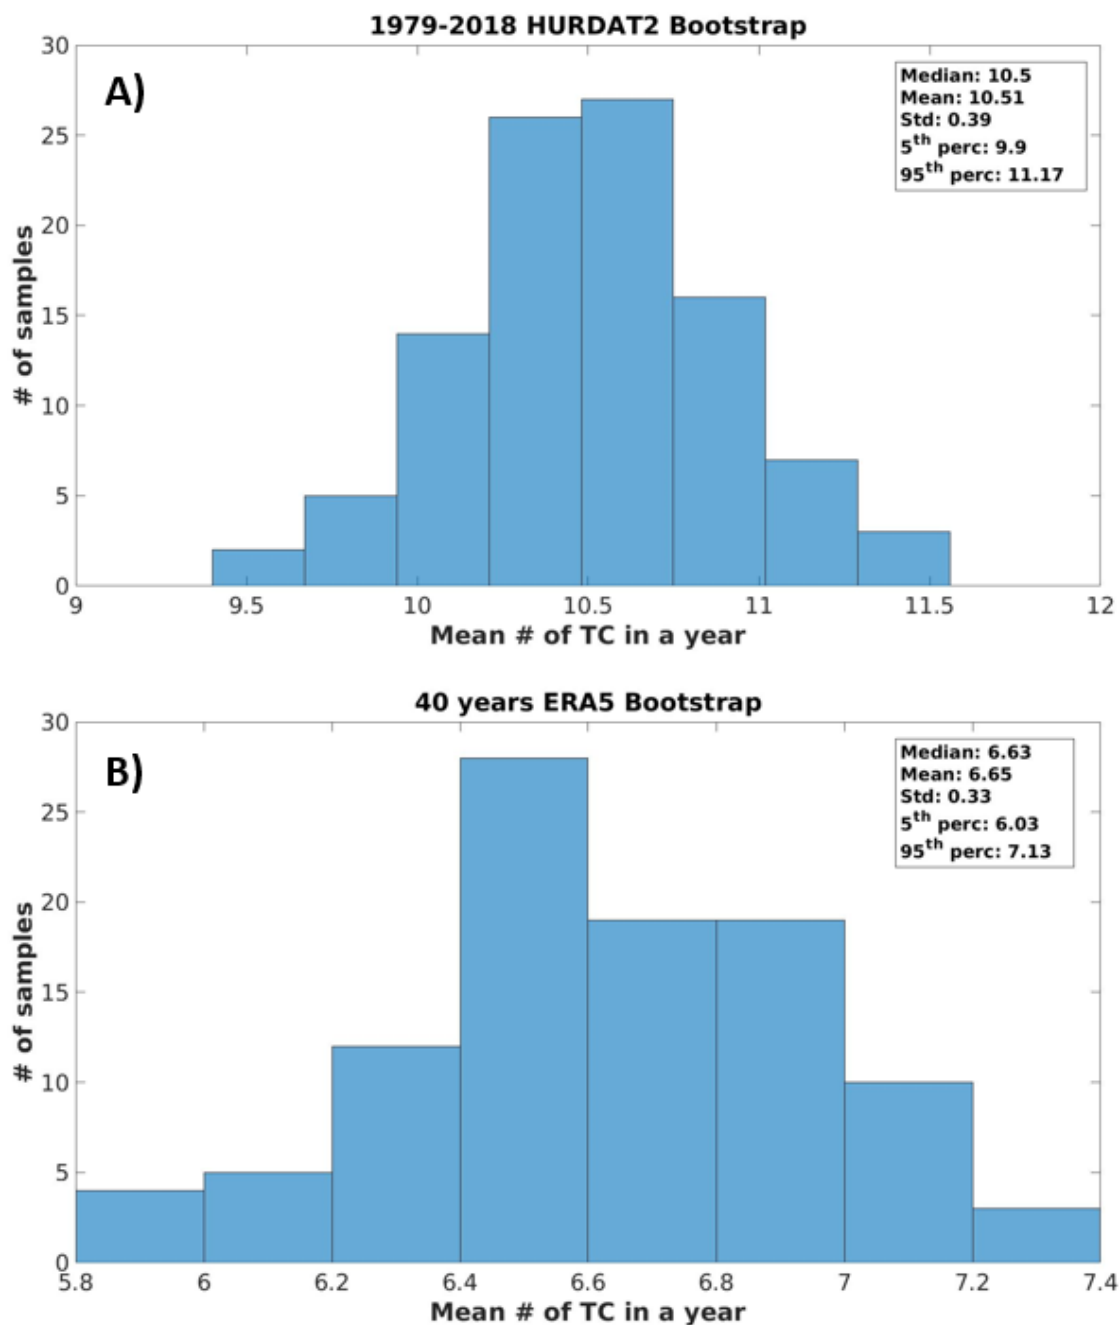 1979-2018 HURDAT2 Bootstrap
A)
30
25
20
15
10
5
0
# of samples
Median: 10.5
Mean: 10.51
Std: 0.39
5th perc: 9.9
95th perc: 11.17
9 9.5 10 10.5 11 11.5 12
Mean # of TC in a year
40 years ERA5 Bootstrap
B)
30
25
20
15
10
5
0
# of samples
Median: 6.63
Mean: 6.65
Std: 0.33
5th perc: 6.03
95th perc: 7.13
5.8 6 6.2 6.4 6.6 6.8 7 7.2 7.4
Mean # of TC in a year